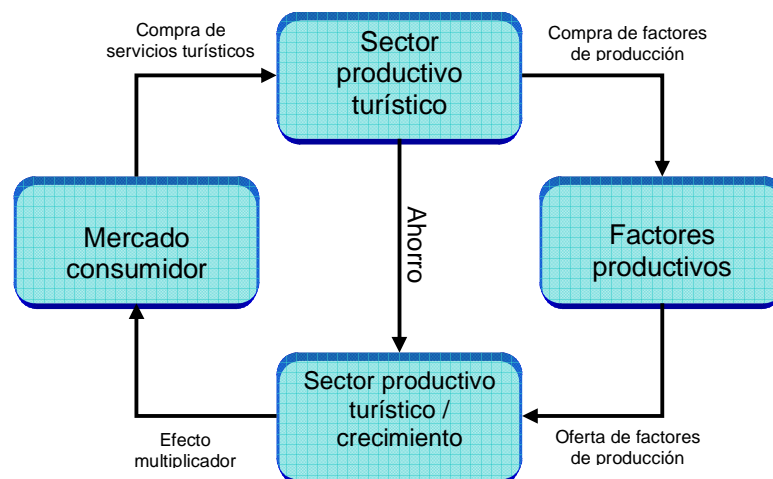 Compra de
servicios turísticos
Sector
productivo
turístico
Compra de factores
de producción
Mercado
consumidor
Ahorro
Factores
productivos
Sector productivo
turístico /
crecimiento
Efecto
multiplicador
Oferta de factores
de producción